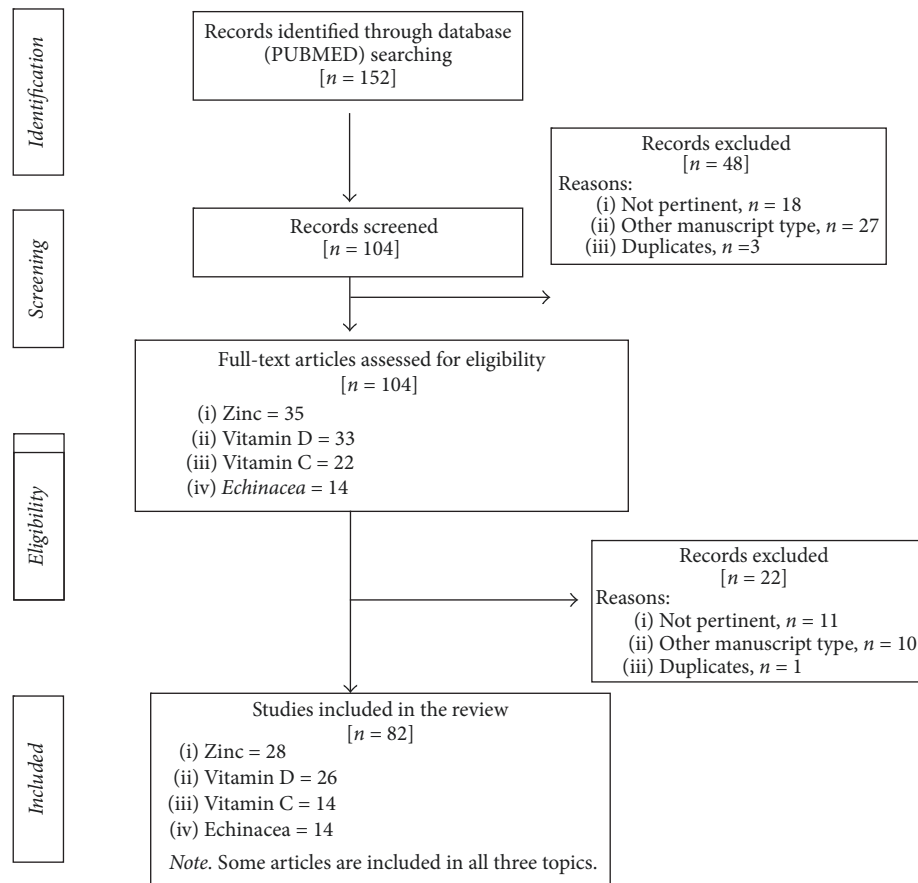 Identification
Records identified through database
(PUBMED) searching
[n = 152]
Records excluded
[n = 48]
Reasons:
(i) Not pertinent, n = 18
(ii) Other manuscript type, n = 27
(iii) Duplicates, n =3
Screening
Records screened
[n = 104]
Full-text articles assessed for eligibility
[n = 104]
(i) Zinc = 35
(ii) Vitamin D = 33
(iii) Vitamin C = 22
(iv) Echinacea = 14
Eligibility
Records excluded
[n = 22]
Reasons:
(i) Not pertinent, n = 11
(ii) Other manuscript type, n = 10
(iii) Duplicates, n = 1
Included
Studies included in the review
[n = 82]
(i) Zinc = 28
(ii) Vitamin D = 26
(iii) Vitamin C = 14
(iv) Echinacea = 14
Note. Some articles are included in all three topics.